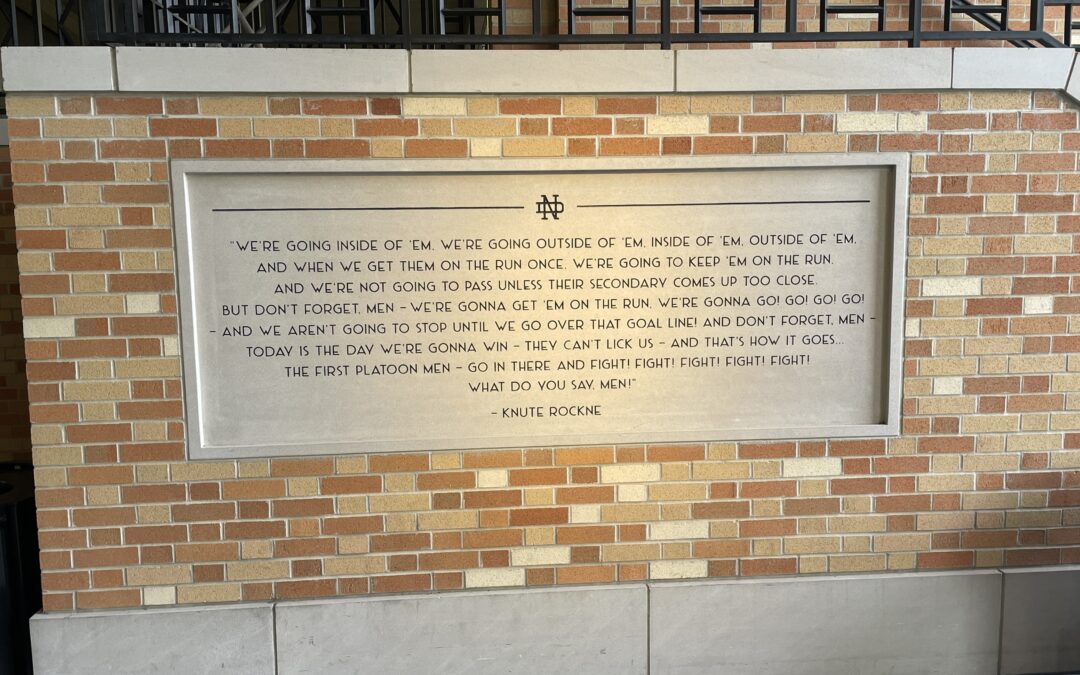 ND
"WE'RE GOING INSIDE OF 'EM, WE'RE GOING OUTSIDE OF 'EM, INSIDE OF 'EM, OUTSIDE OF 'EM,
AND WHEN WE GET THEM ON THE RUN ONCE, WE'RE GOING TO KEEP 'EM ON THE RUN.
AND WE'RE NOT GOING TO PASS UNLESS THEIR SECONDARY COMES UP TOO CLOSE.
BUT DON'T FORGET, MEN – WE'RE GONNA GET 'EM ON THE RUN, WE'RE GONNA GO! GO! GO! GO!
– AND WE AREN'T GOING TO STOP UNTIL WE GO OVER THAT GOAL LINE! AND DON'T FORGET, MEN –
TODAY IS THE DAY WE'RE GONNA WIN – THEY CAN'T LICK US – AND THAT'S HOW IT GOES...
THE FIRST PLATOON MEN – GO IN THERE AND FIGHT! FIGHT! FIGHT! FIGHT! FIGHT!
WHAT DO YOU SAY, MEN!"
– KNUTE ROCKNE